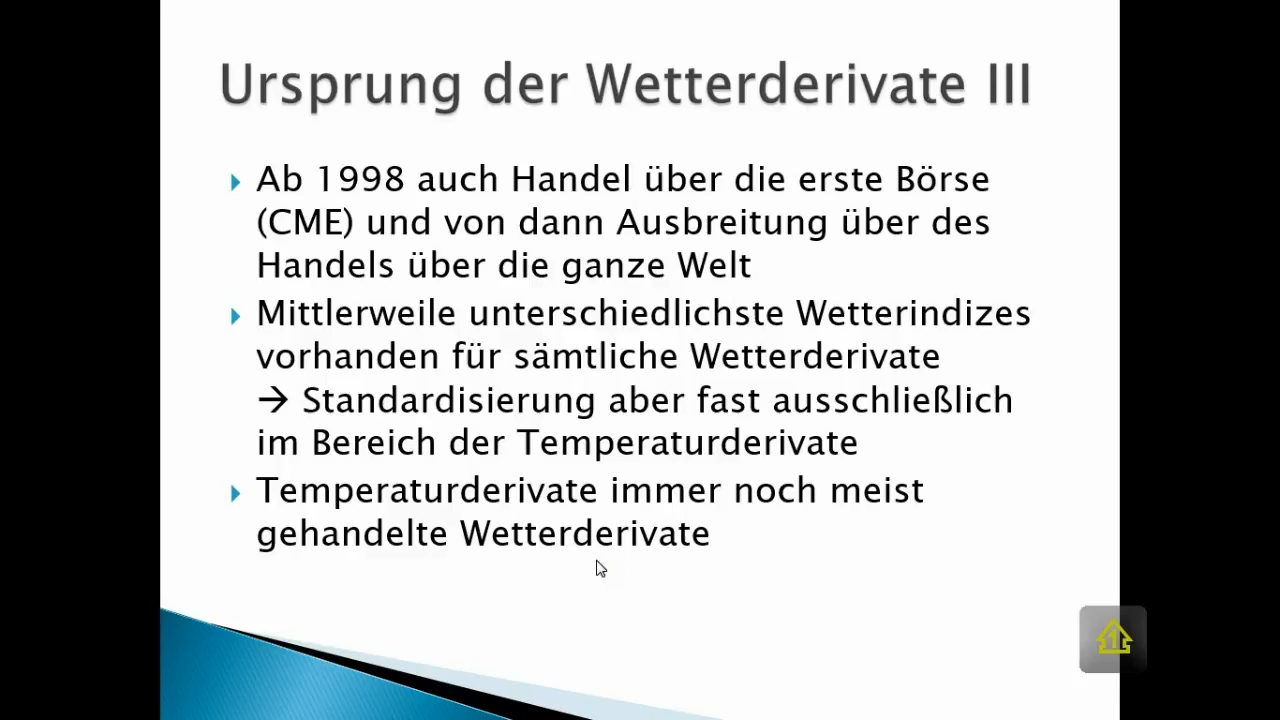 Ursprung der Wetterderivate III
Ab 1998 auch Handel über die erste Börse
(CME) und von dann Ausbreitung über des
Handels über die ganze Welt
Mittlerweile unterschiedlichste Wetterindizes
vorhanden für sämtliche Wetterderivate
→ Standardisierung aber fast ausschließlich
im Bereich der Temperaturderivate
Temperaturderivate immer noch meist
gehandelte Wetterderivate
1